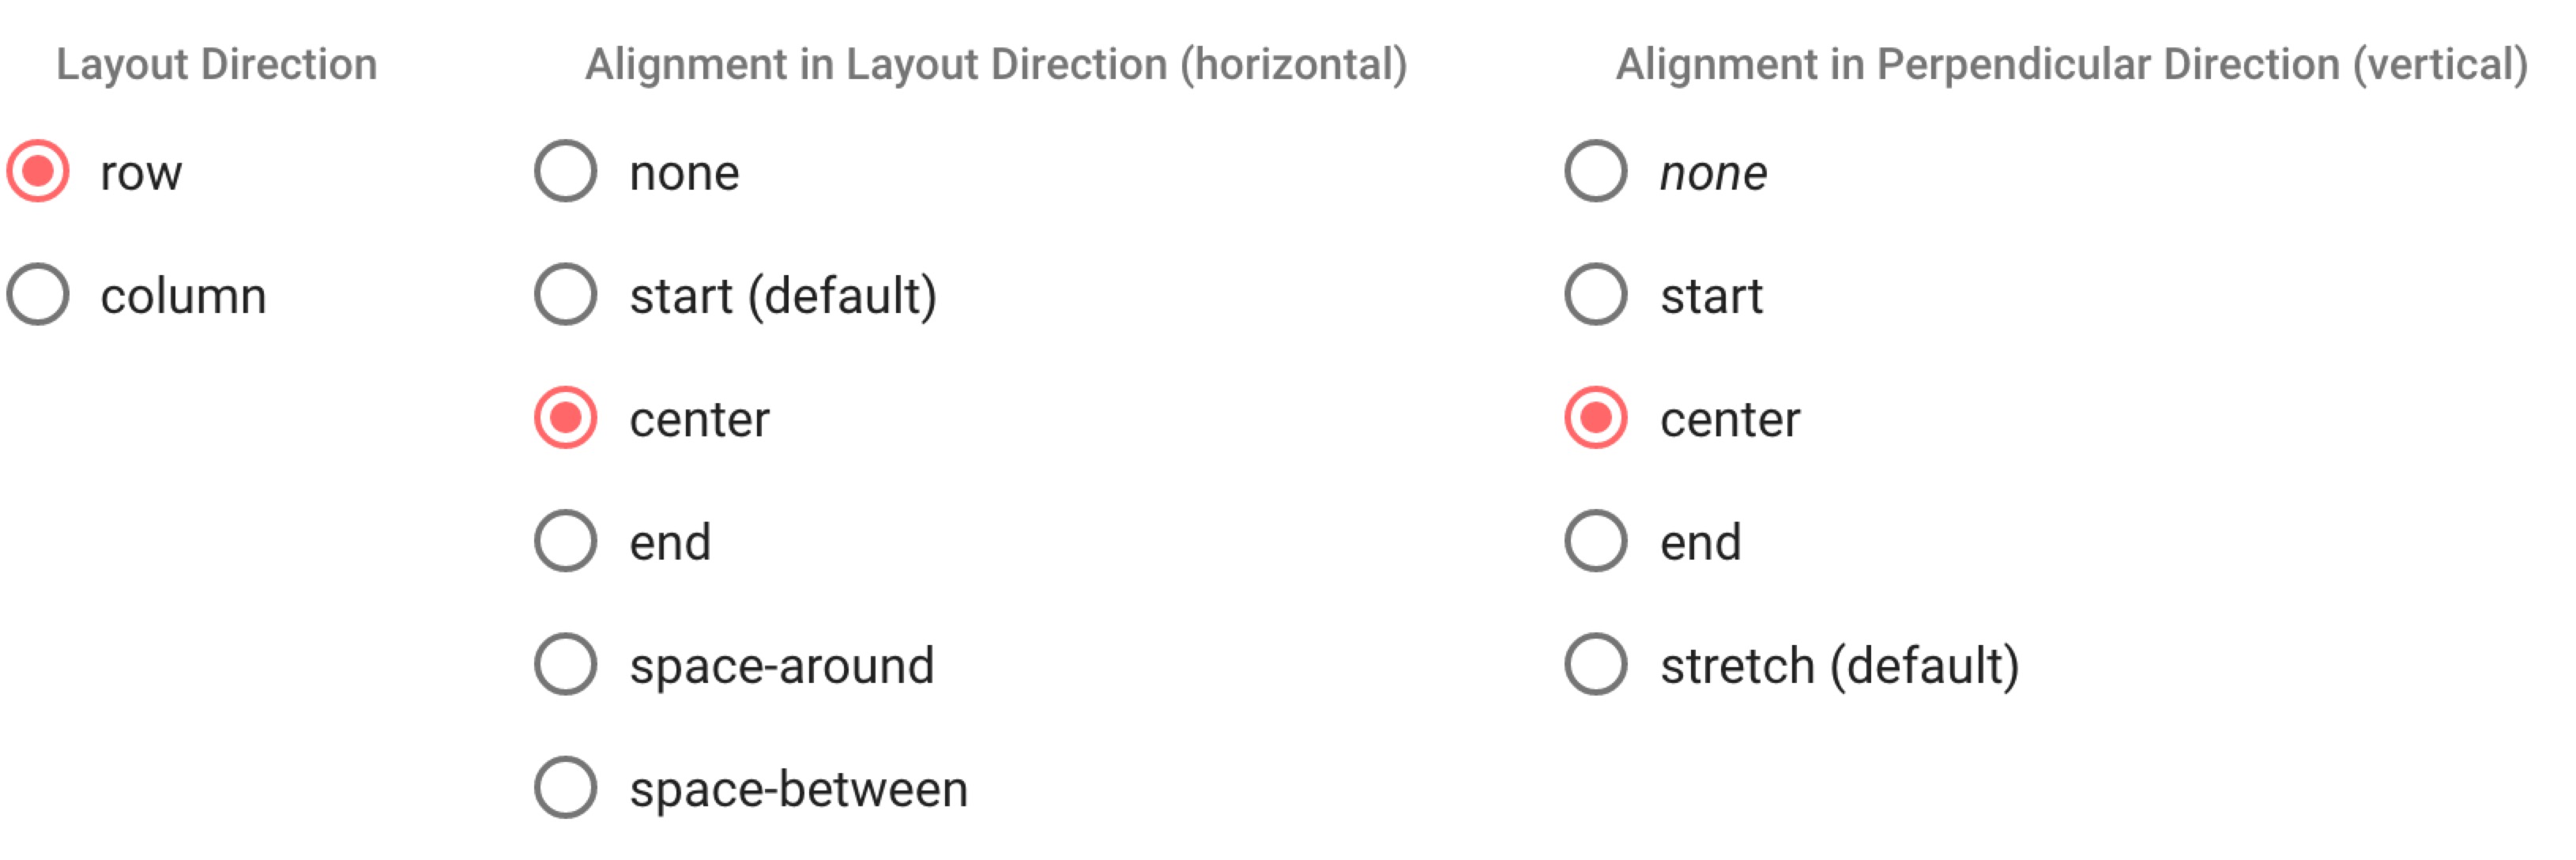 Layout Direction
row
column
Alignment in Layout Direction (horizontal)
none
start (default)
center
end
space-around
space-between
Alignment in Perpendicular Direction (vertical)
none
start
center
end
stretch (default)